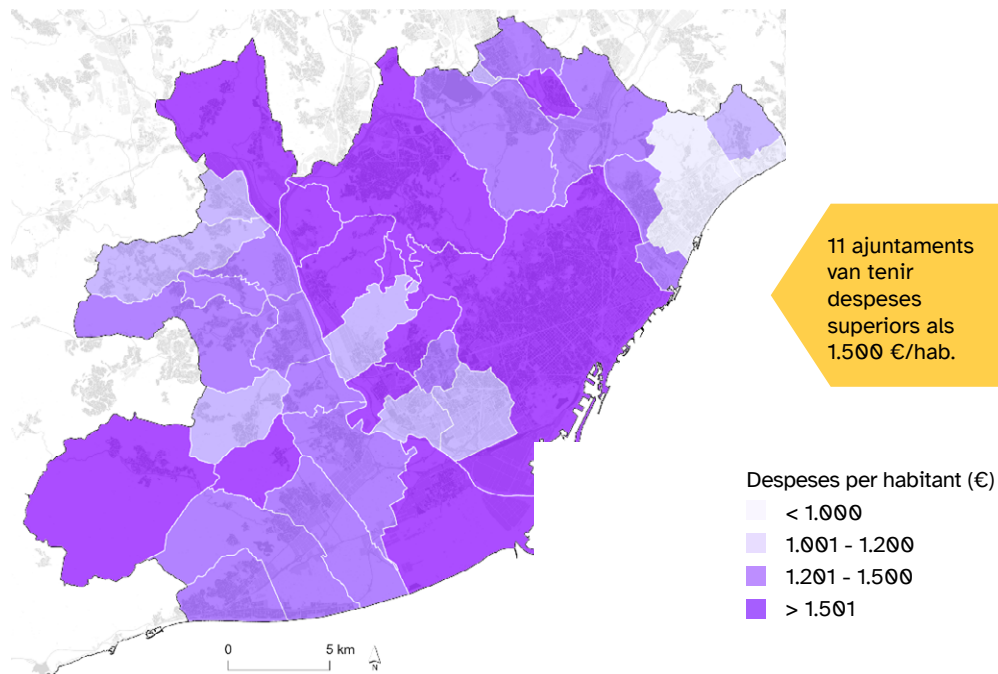 11 ajuntaments
van tenir
despeses
superiors als
1.500 €/hab.
Despeses per habitant (€)
< 1.000
1.001 - 1.200
1.201 - 1.500
> 1.501
0 5 km
N